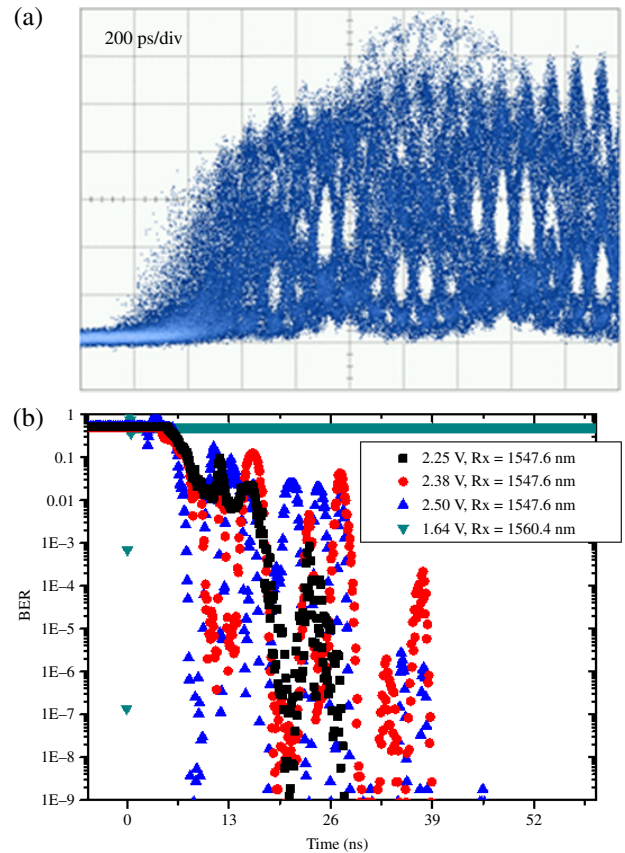 (a)
200 ps/div
(b)
1
0.1
0.01
1E−3
1E−4
1E−5
1E−6
1E−7
1E−8
1E−9
BER
2.25 V, Rx = 1547.6 nm
2.38 V, Rx = 1547.6 nm
2.50 V, Rx = 1547.6 nm
1.64 V, Rx = 1560.4 nm
0 13 26 39 52
Time (ns)